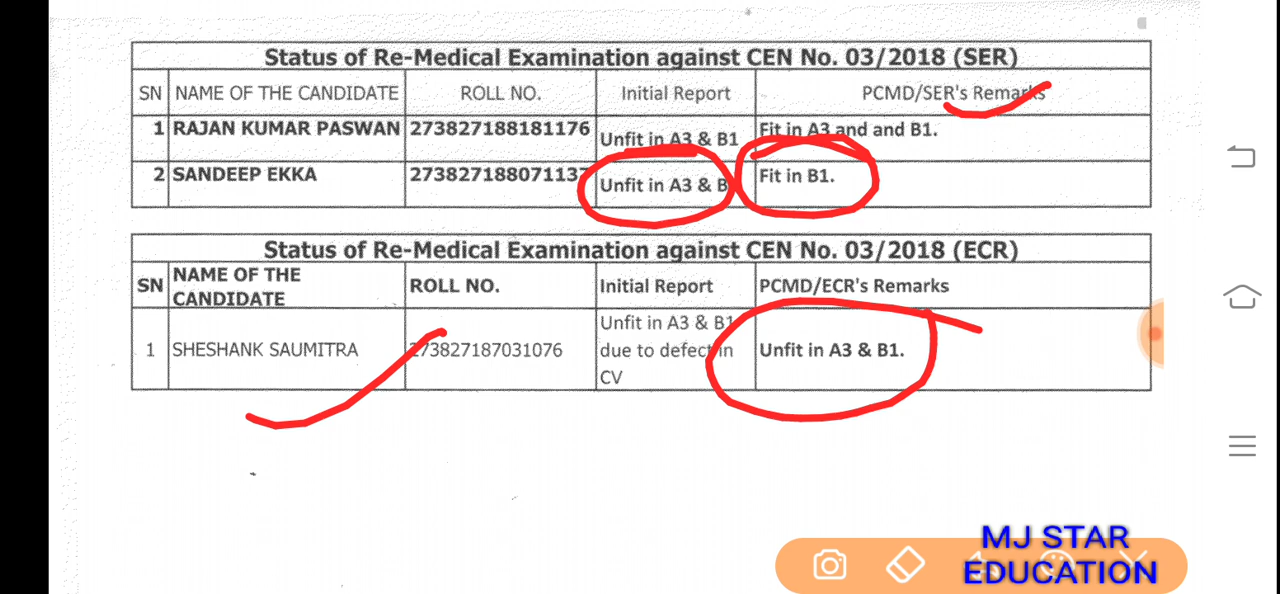 Status of Re-Medical Examination against CEN No. 03/2018 (SER)
SN NAME OF THE CANDIDATE ROLL NO. Initial Report PCMD/SER's Remarks
1 RAJAN KUMAR PASWAN 273827188181176 Unfit in A3 & B1 Fit in A3 and and B1.
2 SANDEEP EKKA 273827188071137 Unfit in A3 & B Fit in B1.
Status of Re-Medical Examination against CEN No. 03/2018 (ECR)
SN NAME OF THE CANDIDATE ROLL NO. Initial Report PCMD/ECR's Remarks
1 SHESHANK SAUMITRA 273827187031076 Unfit in A3 & B1 due to defect in CV Unfit in A3 & B1.
MJ STAR
EDUCATION